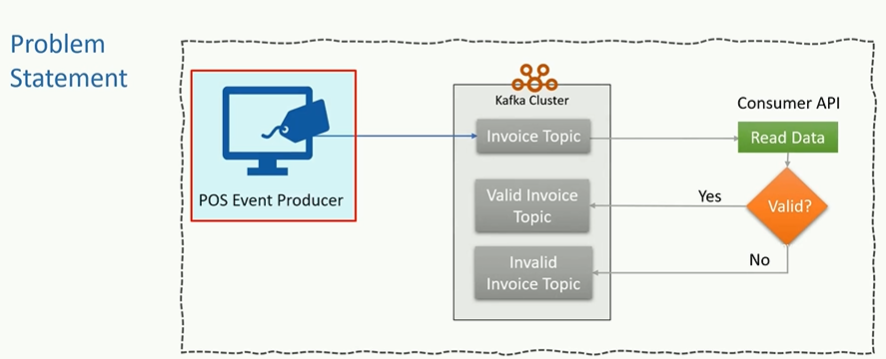 Problem
Statement
POS Event Producer
Kafka Cluster
Invoice Topic
Valid Invoice
Topic
Invalid
Invoice Topic
Consumer API
Read Data
Valid?
Yes
No